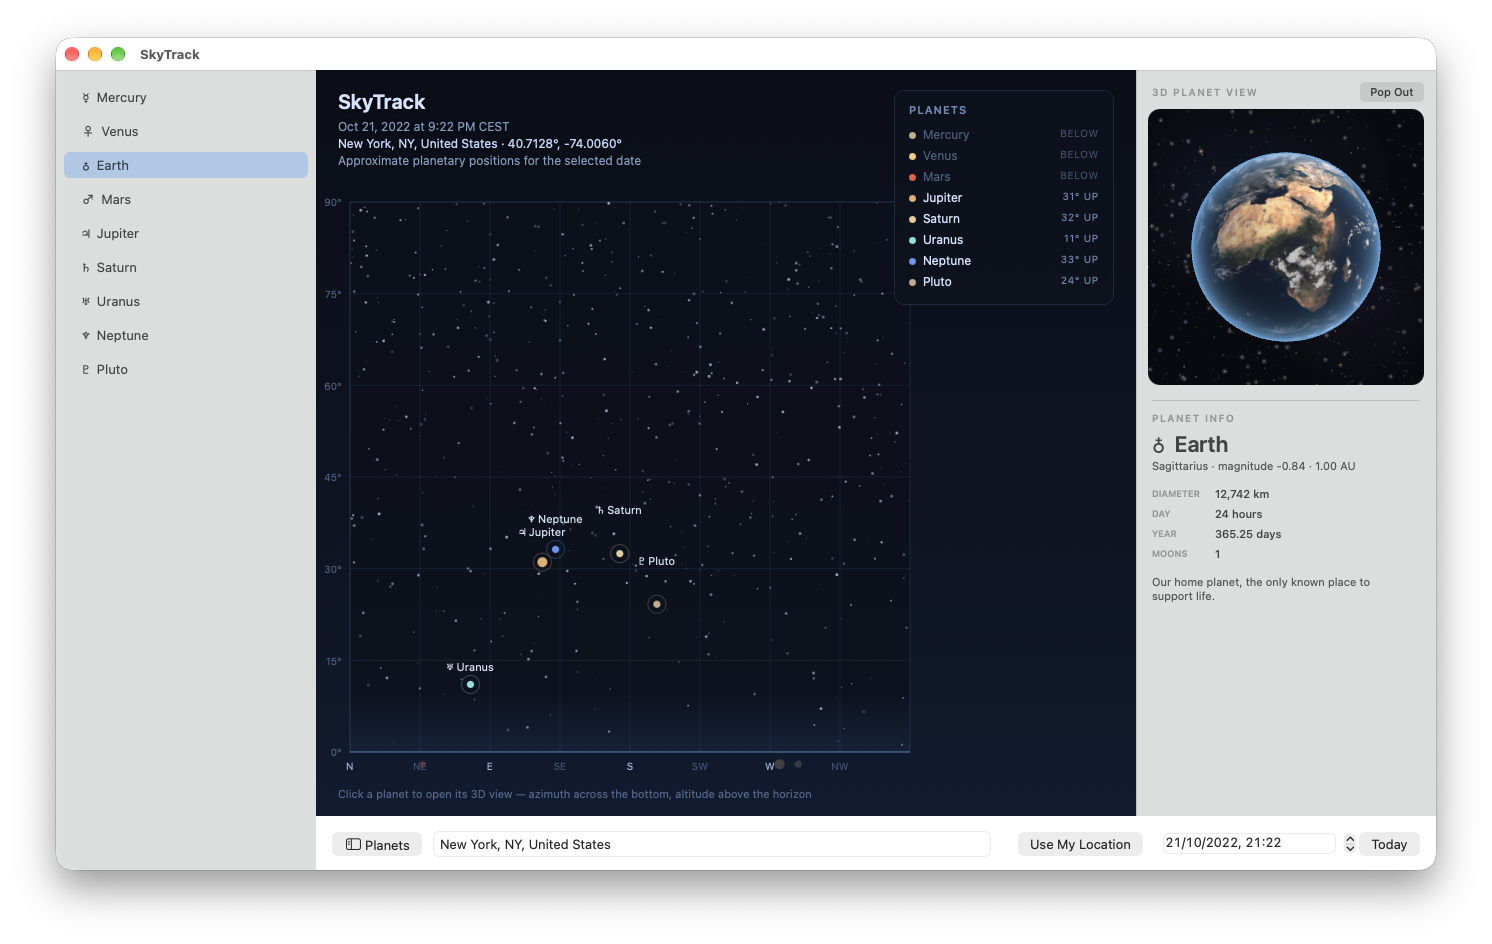 SkyTrack
☿ Mercury
♀ Venus
♁ Earth
♂ Mars
♃ Jupiter
♄ Saturn
♅ Uranus
♆ Neptune
♇ Pluto
SkyTrack
Oct 21, 2022 at 9:22 PM CEST
New York, NY, United States · 40.7128°, -74.0060°
Approximate planetary positions for the selected date
PLANETS
Mercury BELOW
Venus BELOW
Mars BELOW
Jupiter 31° UP
Saturn 32° UP
Uranus 11° UP
Neptune 33° UP
Pluto 24° UP
90°
75°
60°
45°
30°
15°
0°
♄ Saturn
♆ Neptune
♃ Jupiter
♇ Pluto
♅ Uranus
N NE E SE S SW W NW
Click a planet to open its 3D view — azimuth across the bottom, altitude above the horizon
3D PLANET VIEW
Pop Out
PLANET INFO
♁ Earth
Sagittarius · magnitude -0.84 · 1.00 AU
DIAMETER 12,742 km
DAY 24 hours
YEAR 365.25 days
MOONS 1
Our home planet, the only known place to
support life.
Planets
New York, NY, United States
Use My Location
21/10/2022, 21:22
Today